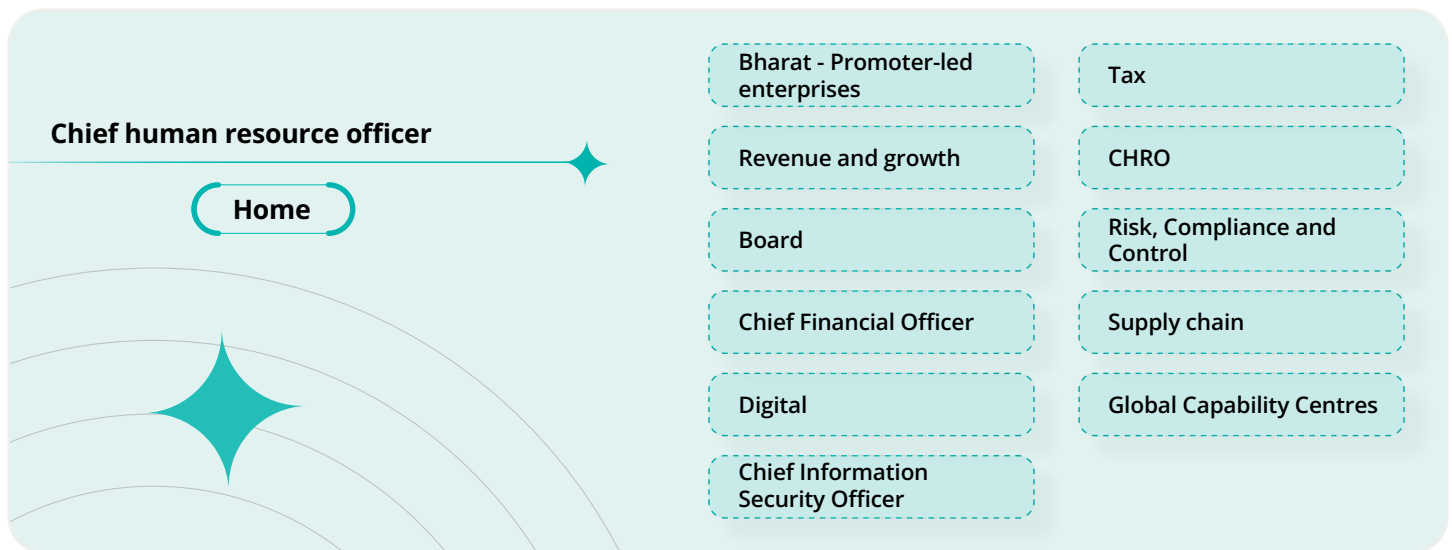 Chief human resource officer
Home
Bharat - Promoter-led
enterprises
Revenue and growth
Board
Chief Financial Officer
Digital
Chief Information
Security Officer
Tax
CHRO
Risk, Compliance and
Control
Supply chain
Global Capability Centres